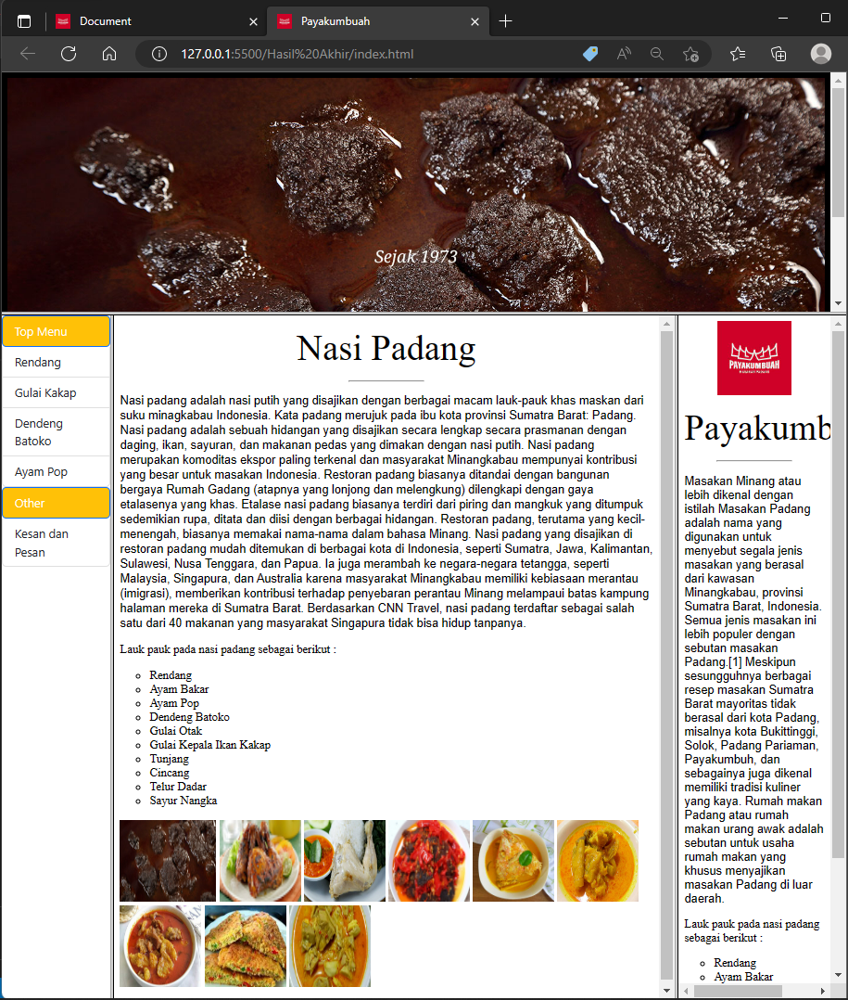 Document
Payakumbuah
127.0.0.1:5500/Hasil%20Akhir/index.html
Sejak 1973
Top Menu
Rendang
Gulai Kakap
Dendeng
Batoko
Ayam Pop
Other
Kesan dan
Pesan
Nasi Padang
Nasi padang adalah nasi putih yang disajikan dengan berbagai macam lauk-pauk khas maskan dari
suku minagkabau Indonesia. Kata padang merujuk pada ibu kota provinsi Sumatra Barat: Padang.
Nasi padang adalah sebuah hidangan yang disajikan secara lengkap secara prasmanan dengan
daging, ikan, sayuran, dan makanan pedas yang dimakan dengan nasi putih. Nasi padang
merupakan komoditas ekspor paling terkenal dan masyarakat Minangkabau mempunyai kontribusi
yang besar untuk masakan Indonesia. Restoran padang biasanya ditandai dengan bangunan
bergaya Rumah Gadang (atapnya yang lonjong dan melengkung) dilengkapi dengan gaya
etalasenya yang khas. Etalase nasi padang biasanya terdiri dari piring dan mangkuk yang ditumpuk
sedemikian rupa, ditata dan diisi dengan berbagai hidangan. Restoran padang, terutama yang kecil-
menengah, biasanya memakai nama-nama dalam bahasa Minang. Nasi padang yang disajikan di
restoran padang mudah ditemukan di berbagai kota di Indonesia, seperti Sumatra, Jawa, Kalimantan,
Sulawesi, Nusa Tenggara, dan Papua. Ia juga merambah ke negara-negara tetangga, seperti
Malaysia, Singapura, dan Australia karena masyarakat Minangkabau memiliki kebiasaan merantau
(imigrasi), memberikan kontribusi terhadap penyebaran perantau Minang melampaui batas kampung
halaman mereka di Sumatra Barat. Berdasarkan CNN Travel, nasi padang terdaftar sebagai salah
satu dari 40 makanan yang masyarakat Singapura tidak bisa hidup tanpanya.
Lauk pauk pada nasi padang sebagai berikut :
Rendang
Ayam Bakar
Ayam Pop
Dendeng Batoko
Gulai Otak
Gulai Kepala Ikan Kakap
Tunjang
Cincang
Telur Dadar
Sayur Nangka
PAYAKUMBUAH
MASAKAN PADANG
Payakumb
Masakan Minang atau
lebih dikenal dengan
istilah Masakan Padang
adalah nama yang
digunakan untuk
menyebut segala jenis
masakan yang berasal
dari kawasan
Minangkabau, provinsi
Sumatra Barat, Indonesia.
Semua jenis masakan ini
lebih populer dengan
sebutan masakan
Padang.[1] Meskipun
sesungguhnya berbagai
resep masakan Sumatra
Barat mayoritas tidak
berasal dari kota Padang,
misalnya kota Bukittinggi,
Solok, Padang Pariaman,
Payakumbuh, dan
sebagainya juga dikenal
memiliki tradisi kuliner
yang kaya. Rumah makan
Padang atau rumah
makan urang awak adalah
sebutan untuk usaha
rumah makan yang
khusus menyajikan
masakan Padang di luar
daerah.
Lauk pauk pada nasi padang
sebagai berikut :
Rendang
Ayam Bakar